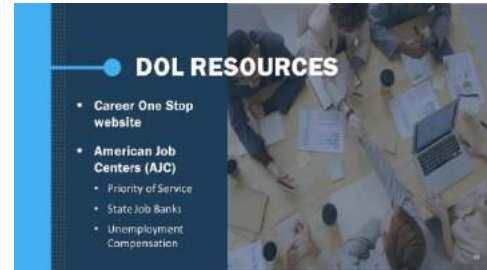 DOL RESOURCES
▪ Career One Stop
website
▪ American Job
Centers (AJC)
• Priority of Service
• State Job Banks
• Unemployment
Compensation